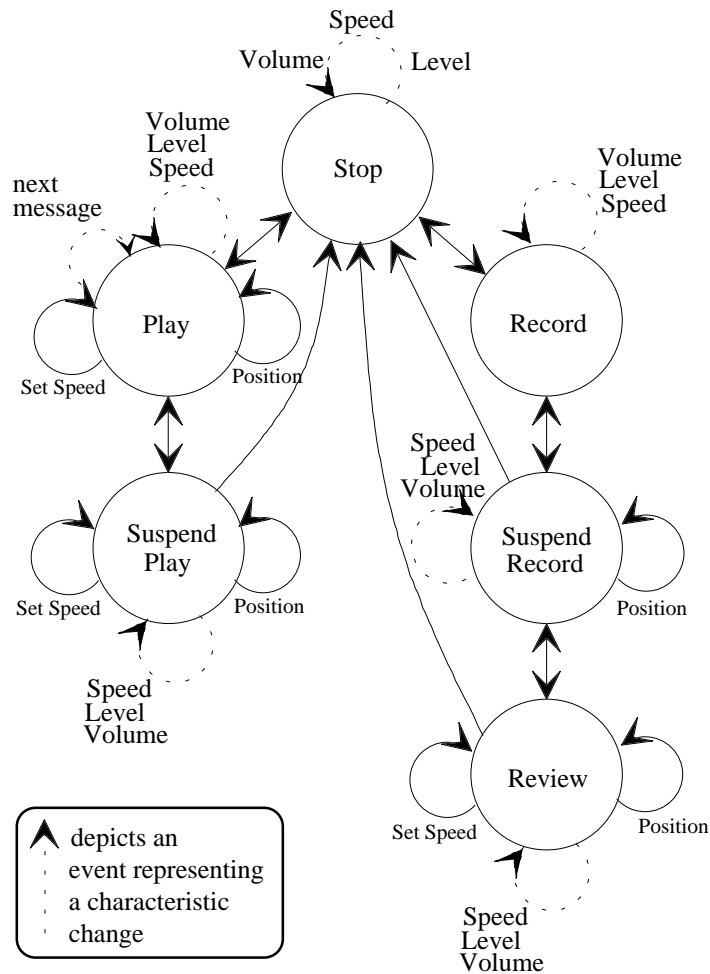 Speed
Volume
Level
Stop
Volume
Level
Speed
next
message
Volume
Level
Speed
Play
Record
Set Speed
Position
Speed
Level
Volume
Suspend
Play
Suspend
Record
Set Speed
Position
Position
Speed
Level
Volume
Review
Set Speed
Position
Speed
Level
Volume
depicts an
event representing
a characteristic
change